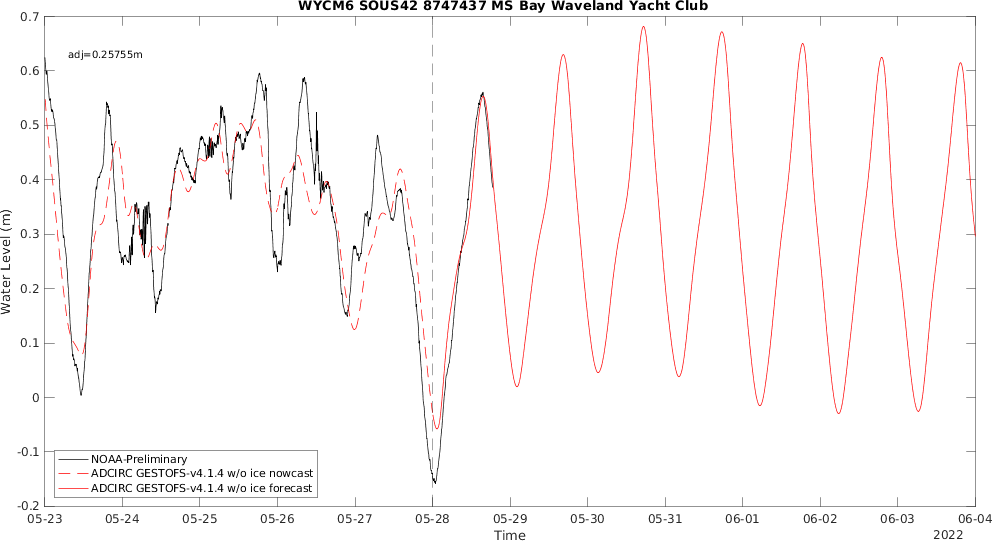 WYCM6 SOUS42 8747437 MS Bay Waveland Yacht Club
adj=0.25755m
0.7
0.6
0.5
0.4
0.3
0.2
0.1
0
-0.1
-0.2
Water Level (m)
NOAA-Preliminary
ADCIRC GESTOFS-v4.1.4 w/o ice nowcast
ADCIRC GESTOFS-v4.1.4 w/o ice forecast
05-23 05-24 05-25 05-26 05-27 05-28 05-29 05-30 05-31 06-01 06-02 06-03 06-04
Time
2022